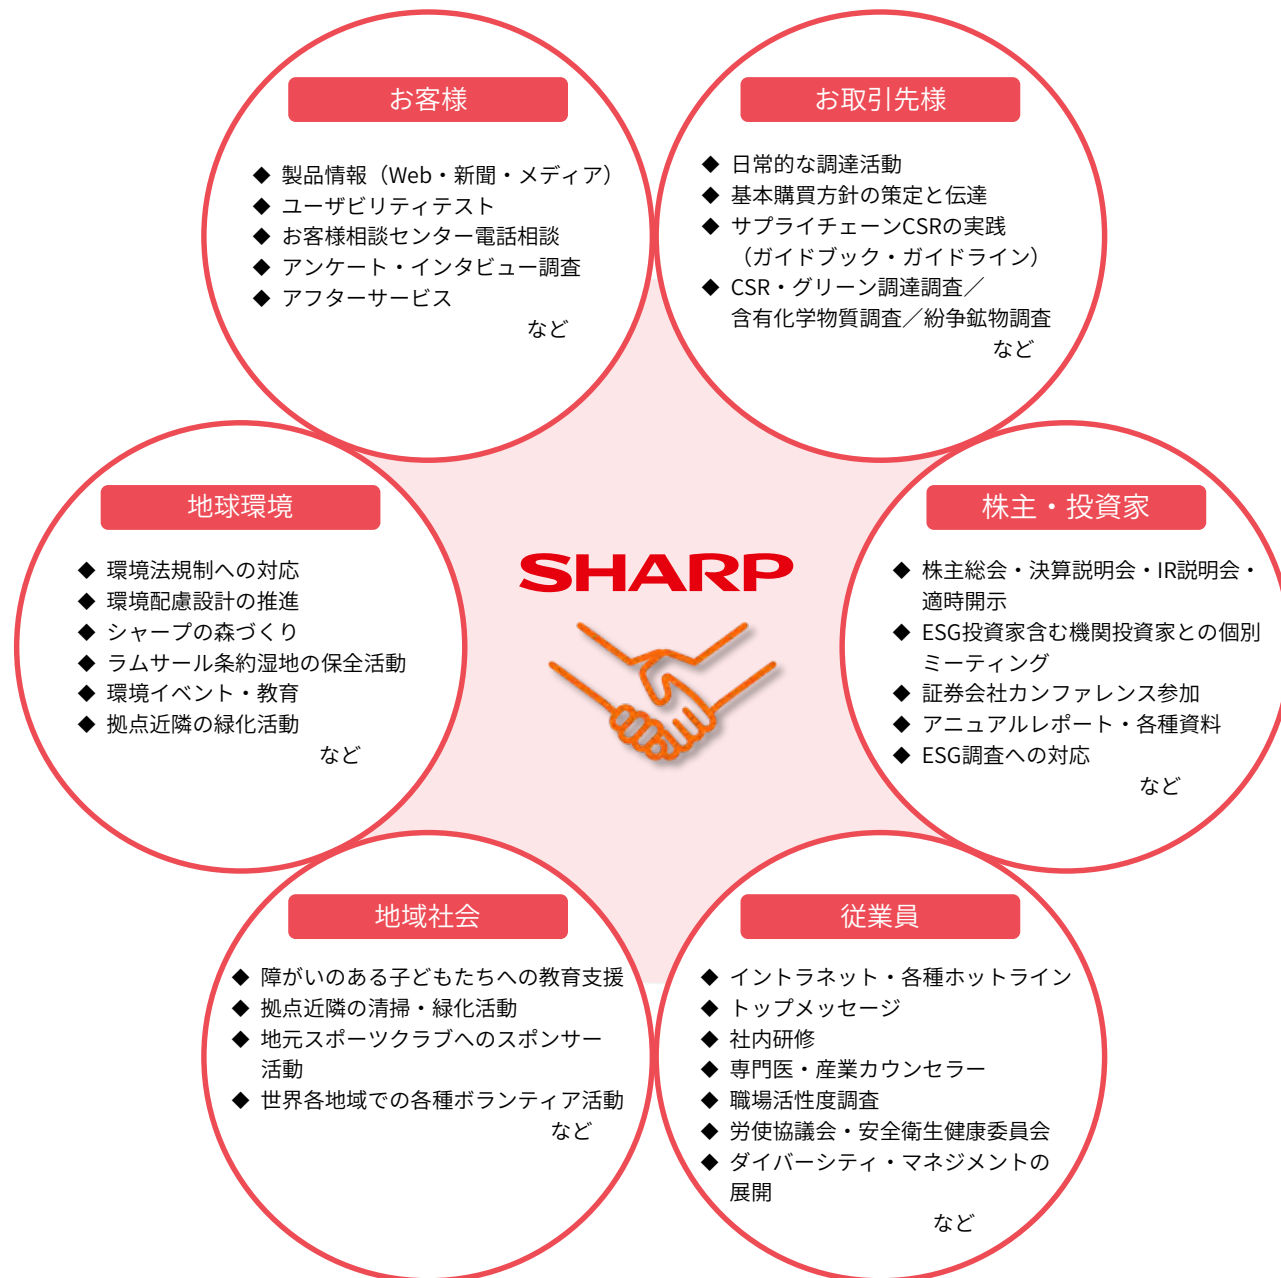 お客様
◆ 製品情報（Web・新聞・メディア）
◆ ユーザビリティテスト
◆ お客様相談センター電話相談
◆ アンケート・インタビュー調査
◆ アフターサービス
など
お取引先様
◆ 日常的な調達活動
◆ 基本購買方針の策定と伝達
◆ サプライチェーンCSRの実践
（ガイドブック・ガイドライン）
◆ CSR・グリーン調達調査／
含有化学物質調査／紛争鉱物調査
など
地球環境
◆ 環境法規制への対応
◆ 環境配慮設計の推進
◆ シャープの森づくり
◆ ラムサール条約湿地の保全活動
◆ 環境イベント・教育
◆ 拠点近隣の緑化活動
など
SHARP
株主・投資家
◆ 株主総会・決算説明会・IR説明会・
適時開示
◆ ESG投資家含む機関投資家との個別
ミーティング
◆ 証券会社カンファレンス参加
◆ アニュアルレポート・各種資料
◆ ESG調査への対応
など
地域社会
◆ 障がいのある子どもたちへの教育支援
◆ 拠点近隣の清掃・緑化活動
◆ 地元スポーツクラブへのスポンサー
活動
◆ 世界各地域での各種ボランティア活動
など
従業員
◆ イントラネット・各種ホットライン
◆ トップメッセージ
◆ 社内研修
◆ 専門医・産業カウンセラー
◆ 職場活性度調査
◆ 労使協議会・安全衛生健康委員会
◆ ダイバーシティ・マネジメントの
展開
など